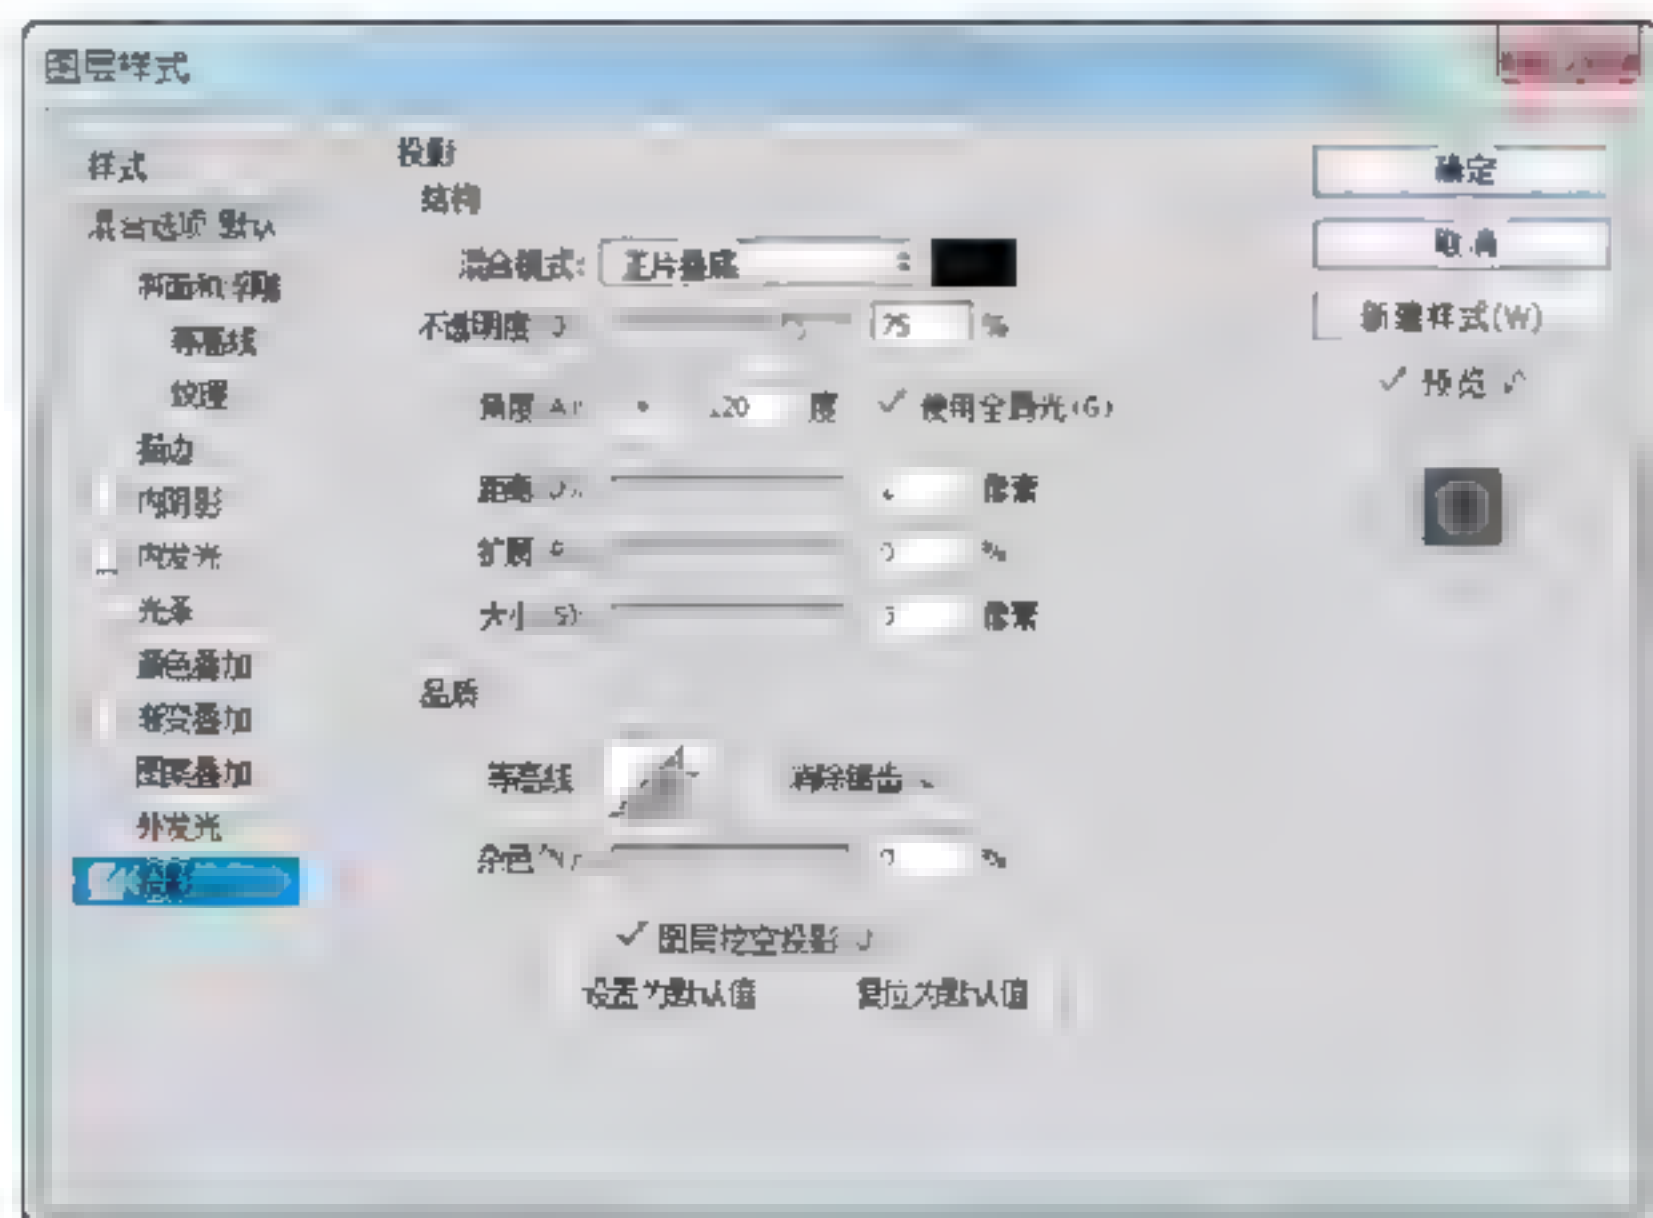 图层样式
样式
混合选项 默认
斜面和浮雕
等高线
纹理
描边
内阴影
内发光
光泽
颜色叠加
渐变叠加
图案叠加
外发光
投影
结构
混合模式: 正片叠底
不透明度 75 %
角度 120 度 使用全局光(G)
距离 像素
扩展 %
大小 像素
品质
等高线 消除锯齿
杂色 %
图层挖空投影
设置为默认值 复位为默认值
确定
取消
新建样式(W)
预览